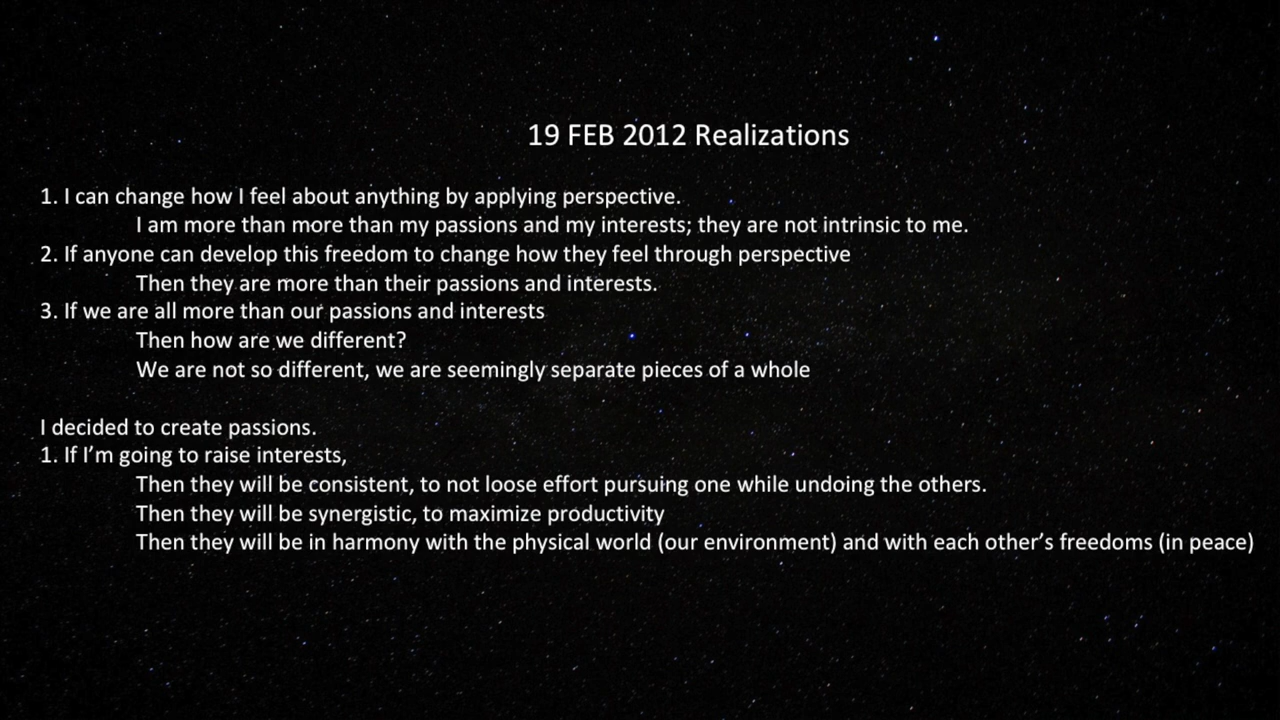 19 FEB 2012 Realizations
1. I can change how I feel about anything by applying perspective.
I am more than more than my passions and my interests; they are not intrinsic to me.
2. If anyone can develop this freedom to change how they feel through perspective
Then they are more than their passions and interests.
3. If we are all more than our passions and interests
Then how are we different?
We are not so different, we are seemingly separate pieces of a whole
I decided to create passions.
1. If I’m going to raise interests,
Then they will be consistent, to not loose effort pursuing one while undoing the others.
Then they will be synergistic, to maximize productivity
Then they will be in harmony with the physical world (our environment) and with each other’s freedoms (in peace)